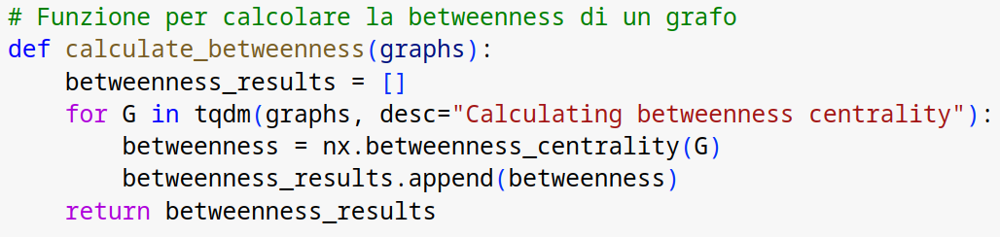 # Funzione per calcolare la betweenness di un grafo
def calculate_betweenness(graphs):
    betweenness_results = []
    for G in tqdm(graphs, desc="Calculating betweenness centrality"):
        betweenness = nx.betweenness_centrality(G)
        betweenness_results.append(betweenness)
    return betweenness_results